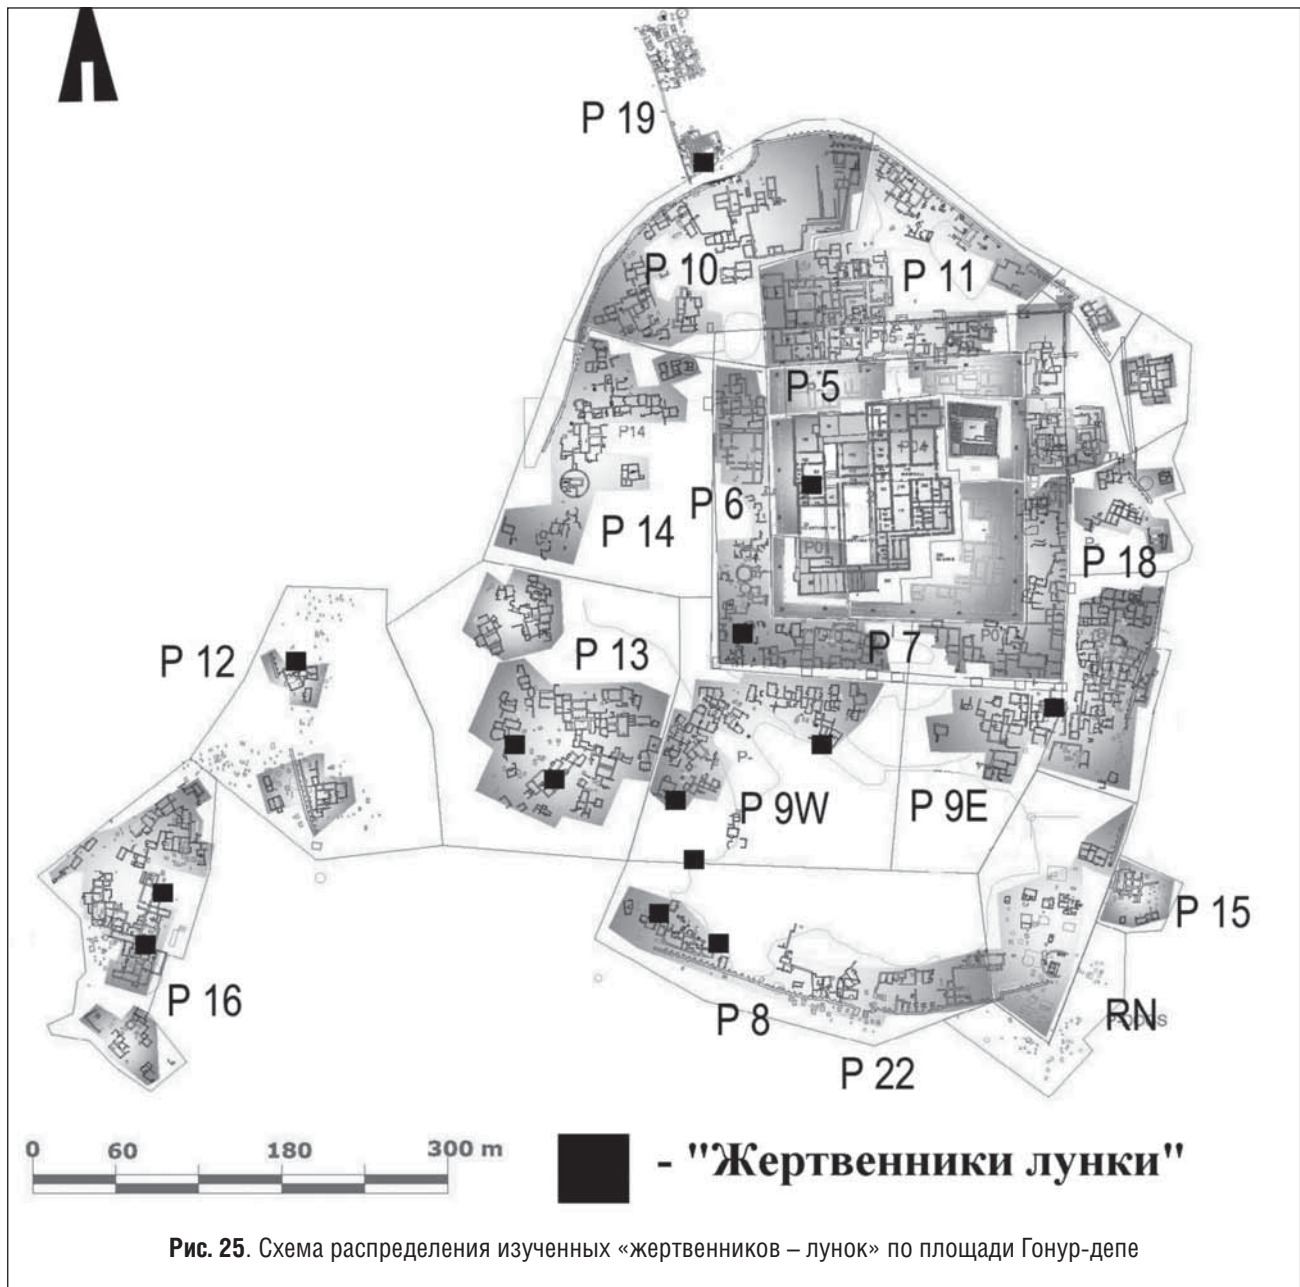 P 19
P 10
P 11
P 5
P14
P 6
P 14
P 18
P 12
P 13
P 7
P 9W
P 9E
P 15
P 16
P 8
RN
P 22
0 60 180 300 m
- "Жертвенники лунки"
Рис. 25. Схема распределения изученных «жертвенников – лунок» по площади Гонур-депе